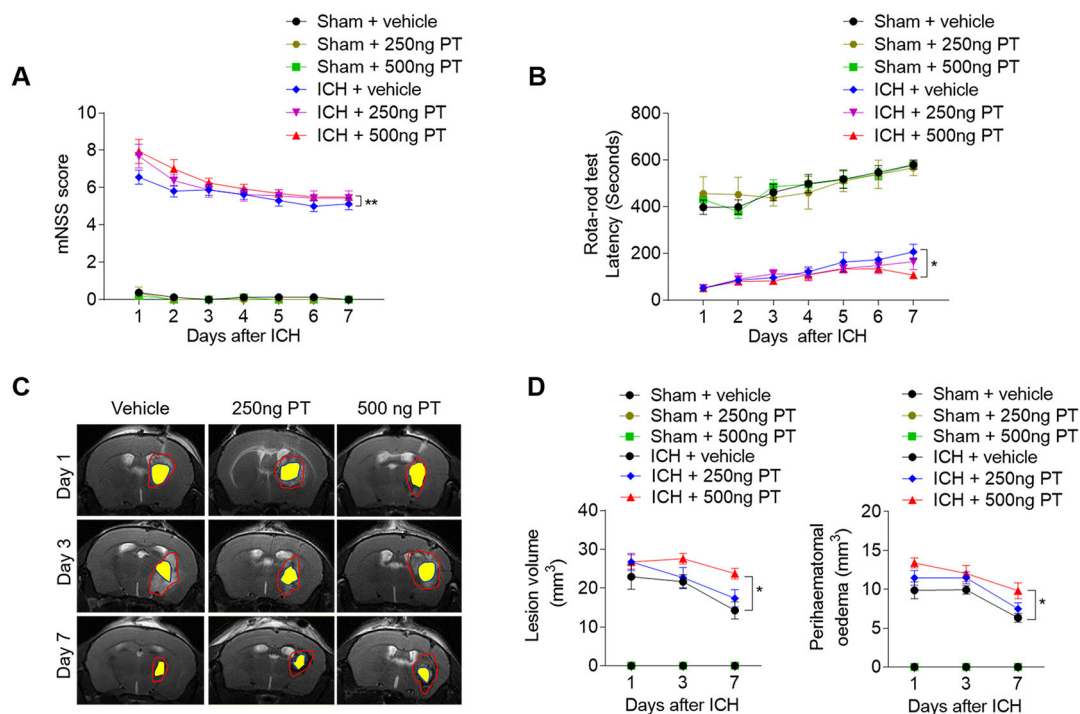 A
Sham + vehicle
Sham + 250ng PT
Sham + 500ng PT
ICH + vehicle
ICH + 250ng PT
ICH + 500ng PT
mNSS score
10
8
6
4
2
0
**
1 2 3 4 5 6 7
Days after ICH
B
Sham + vehicle
Sham + 250ng PT
Sham + 500ng PT
ICH + vehicle
ICH + 250ng PT
ICH + 500ng PT
Rota-rod test
Latency (Seconds)
800
600
400
200
0
*
1 2 3 4 5 6 7
Days after ICH
C
Vehicle 250ng PT 500 ng PT
Day 1
Day 3
Day 7
D
Sham + vehicle
Sham + 250ng PT
Sham + 500ng PT
ICH + vehicle
ICH + 250ng PT
ICH + 500ng PT
Lesion volume
(mm³)
40
30
20
10
0
*
1 3 7
Days after ICH
Sham + vehicle
Sham + 250ng PT
Sham + 500ng PT
ICH + vehicle
ICH + 250ng PT
ICH + 500ng PT
Perihaematomal
oedema (mm³)
20
15
10
5
0
*
1 3 7
Days after ICH